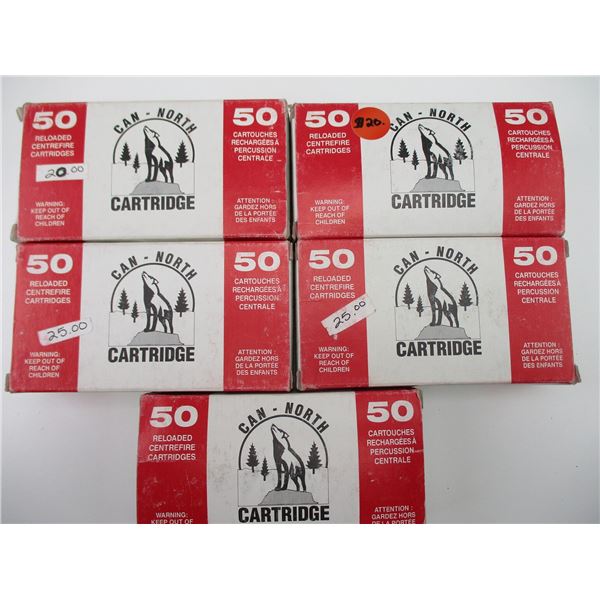 50
RELOADED
CENTREFIRE
CARTRIDGES
20.00
WARNING:
KEEP OUT OF
REACH OF
CHILDREN
CAN - NORTH
CARTRIDGE
50
CARTOUCHES
RECHARGÉES À
PERCUSSION
CENTRALE
ATTENTION :
GARDEZ HORS
DE LA PORTÉE
DES ENFANTS
50
RELOADED
CENTREFIRE
CARTRIDGES
$20.
WARNING:
KEEP OUT OF
REACH OF
CHILDREN
CAN - NORTH
CARTRIDGE
50
CARTOUCHES
RECHARGÉES À
PERCUSSION
CENTRALE
ATTENTION :
GARDEZ HORS
DE LA PORTÉE
DES ENFANTS
50
RELOADED
CENTREFIRE
CARTRIDGES
25.00
WARNING:
KEEP OUT OF
REACH OF
CHILDREN
CAN - NORTH
CARTRIDGE
50
CARTOUCHES
RECHARGÉES À
PERCUSSION
CENTRALE
ATTENTION :
GARDEZ HORS
DE LA PORTÉE
DES ENFANTS
50
RELOADED
CENTREFIRE
CARTRIDGES
25.00
WARNING:
KEEP OUT OF
REACH OF
CHILDREN
CAN - NORTH
CARTRIDGE
50
CARTOUCHES
RECHARGÉES À
PERCUSSION
CENTRALE
ATTENTION :
GARDEZ HORS
DE LA PORTÉE
DES ENFANTS
50
RELOADED
CENTREFIRE
CARTRIDGES
WARNING:
KEEP OUT OF
CAN - NORTH
CARTRIDGE
50
CARTOUCHES
RECHARGÉES À
PERCUSSION
CENTRALE
ATTENTION :
GARDEZ HORS
DE LA PORTÉE